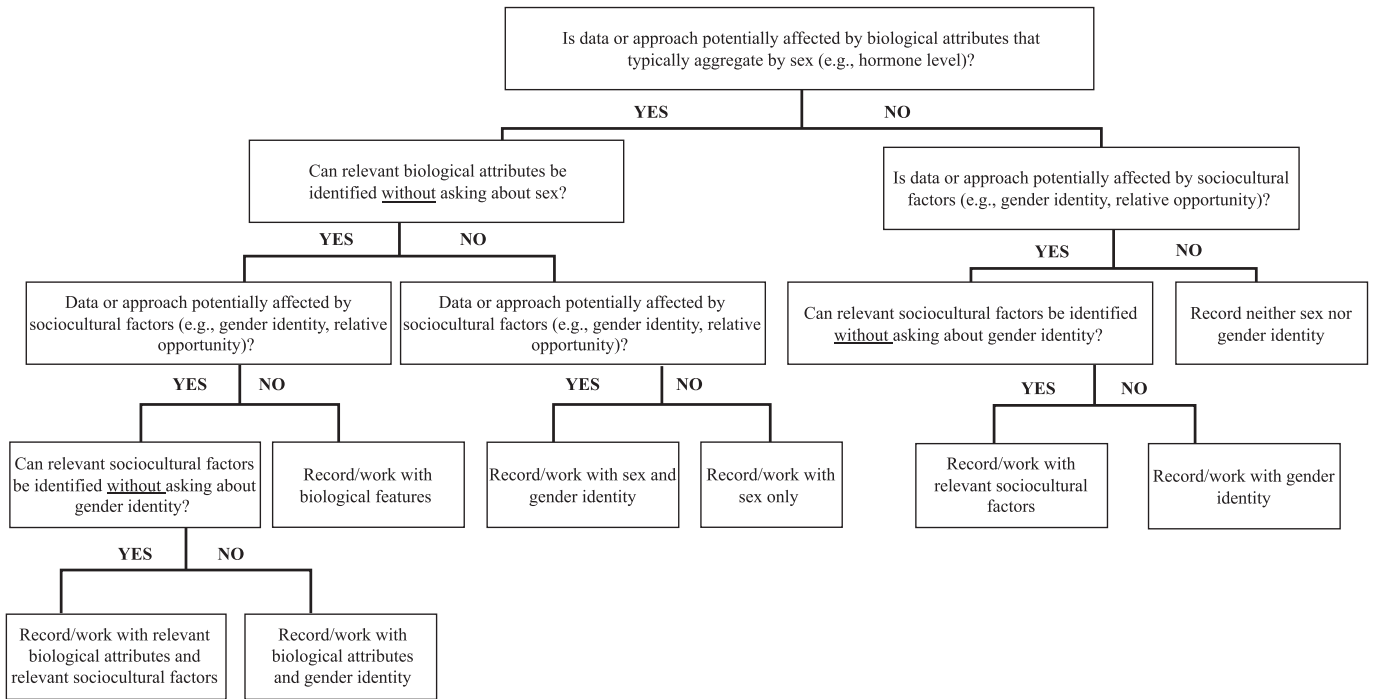 Is data or approach potentially affected by biological attributes that
typically aggregate by sex (e.g., hormone level)?
YES
NO
Can relevant biological attributes be
identified without asking about sex?
Is data or approach potentially affected by sociocultural
factors (e.g., gender identity, relative opportunity)?
YES
NO
YES
NO
Data or approach potentially affected by
sociocultural factors (e.g., gender identity, relative
opportunity)?
Data or approach potentially affected by
sociocultural factors (e.g., gender identity, relative
opportunity)?
Can relevant sociocultural factors be identified
without asking about gender identity?
Record neither sex nor
gender identity
YES
NO
YES
NO
YES
NO
Can relevant sociocultural factors
be identified without asking about
gender identity?
Record/work with
biological features
Record/work with sex and
gender identity
Record/work with
sex only
Record/work with
relevant sociocultural
factors
Record/work with gender
identity
YES
NO
Record/work with relevant
biological attributes and
relevant sociocultural factors
Record/work with
biological attributes
and gender identity